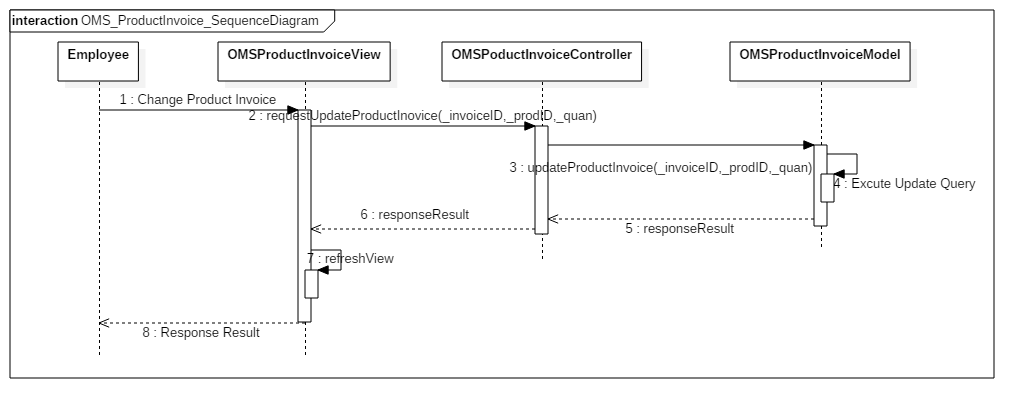 interaction OMS_ProductInvoice_SequenceDiagram
Employee
OMSProductInvoiceView
OMSPoductInvoiceController
OMSProductInvoiceModel
1 : Change Product Invoice
2 : requestUpdateProductInovice(_invoiceID,_prodID,_quan)
3 : updateProductInvoice(_invoiceID,_prodID,_quan)
4 : Excute Update Query
6 : responseResult
5 : responseResult
7 : refreshView
8 : Response Result